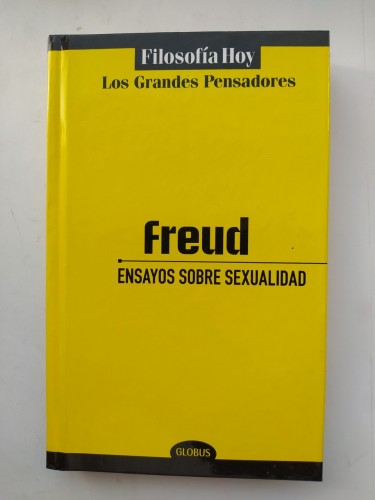 Filosofía Hoy
Los Grandes Pensadores
Freud
ENSAYOS SOBRE SEXUALIDAD
GLOBUS